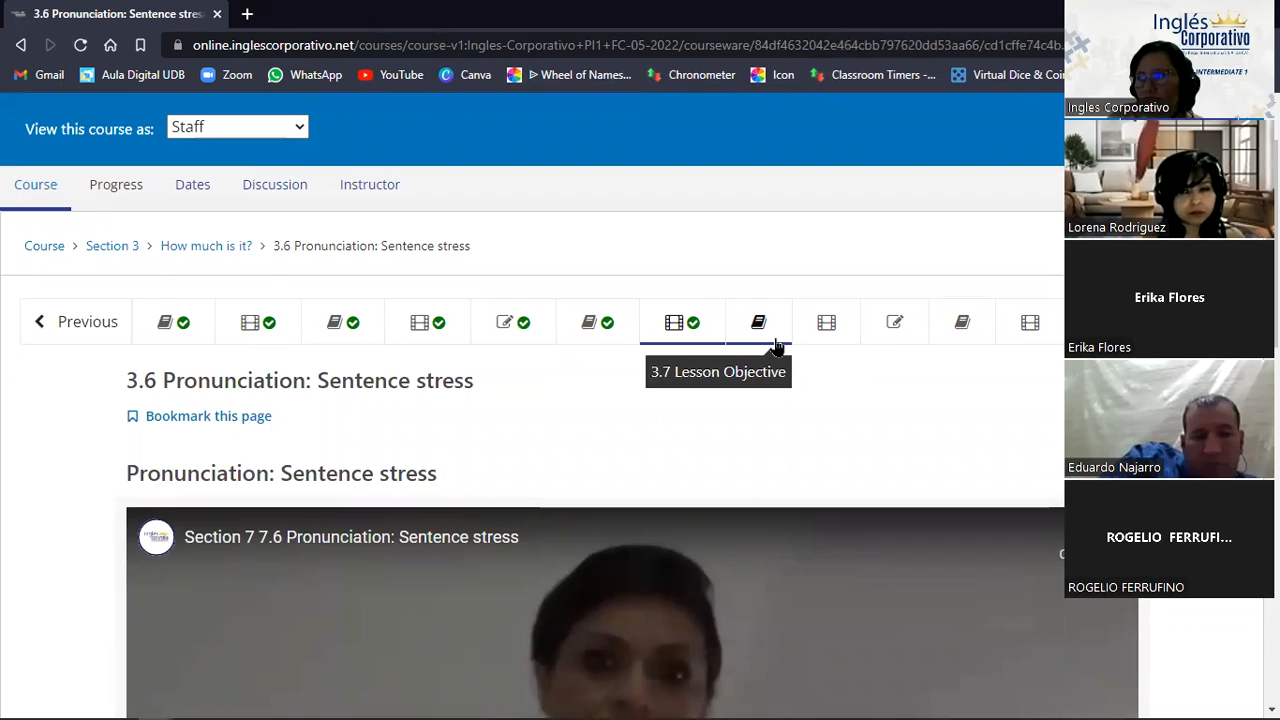 3.6 Pronunciation: Sentence stres
online.inglescorporativo.net/courses/course-v1:Ingles-Corporativo+PI1+FC-05-2022/courseware/84df4632042e464cbb797620dd53aa66/cd1cffe74c4b.
Gmail
Aula Digital UDB
Zoom
WhatsApp
YouTube
Canva
ᐅ Wheel of Names...
Chronometer
Icon
Classroom Timers -...
Virtual Dice & Coi
View this course as:
Staff
Course
Progress
Dates
Discussion
Instructor
Course > Section 3 > How much is it? > 3.6 Pronunciation: Sentence stress
Previous
3.7 Lesson Objective
3.6 Pronunciation: Sentence stress
Bookmark this page
Pronunciation: Sentence stress
Section 7 7.6 Pronunciation: Sentence stress
Inglés
Corporativo
INTERMEDIATE 1
Ingles Corporativo
Lorena Rodriguez
Erika Flores
Erika Flores
Eduardo Najarro
ROGELIO FERRUFI...
ROGELIO FERRUFINO